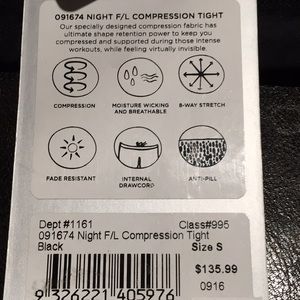 091674 NIGHT F/L COMPRESSION TIGHT
Our specially designed compression fabric has
ultimate shape retention power to keep you
compressed and supported during those intense
workouts, while feeling virtually invisible.
COMPRESSION
MOISTURE WICKING
AND BREATHABLE
8-WAY STRETCH
FADE RESISTANT
INTERNAL
DRAWCORD
ANTI-PILL
Dept #1161 Class#995
091674 Night F/L Compression Tight
Black Size S
$135.99
0916
9 326221 405976